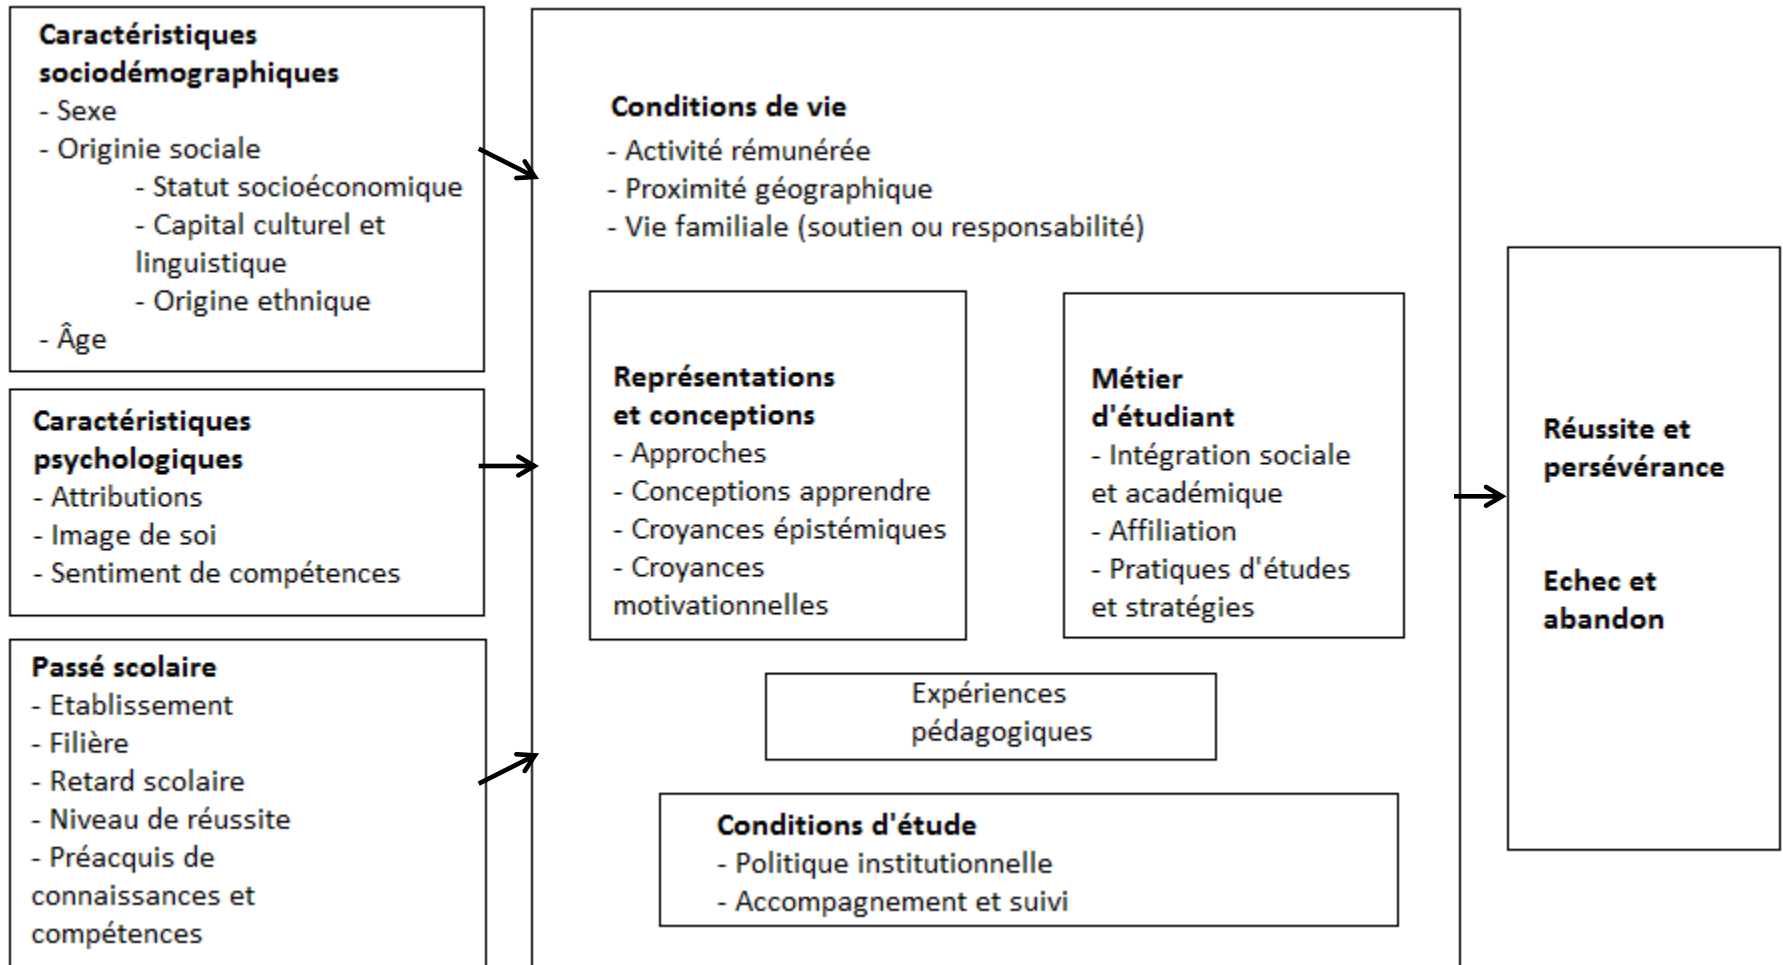 Caractéristiques
sociodémographiques
- Sexe
- Originie sociale
- Statut socioéconomique
- Capital culturel et
linguistique
- Origine ethnique
- Âge
Caractéristiques
psychologiques
- Attributions
- Image de soi
- Sentiment de compétences
Passé scolaire
- Etablissement
- Filière
- Retard scolaire
- Niveau de réussite
- Préacquis de
connaissances et
compétences
Conditions de vie
- Activité rémunérée
- Proximité géographique
- Vie familiale (soutien ou responsabilité)
Représentations
et conceptions
- Approches
- Conceptions apprendre
- Croyances épistémiques
- Croyances
motivationnelles
Métier
d'étudiant
- Intégration sociale
et académique
- Affiliation
- Pratiques d'études
et stratégies
Expériences
pédagogiques
Conditions d'étude
- Politique institutionnelle
- Accompagnement et suivi
Réussite et
persévérance
Echec et
abandon